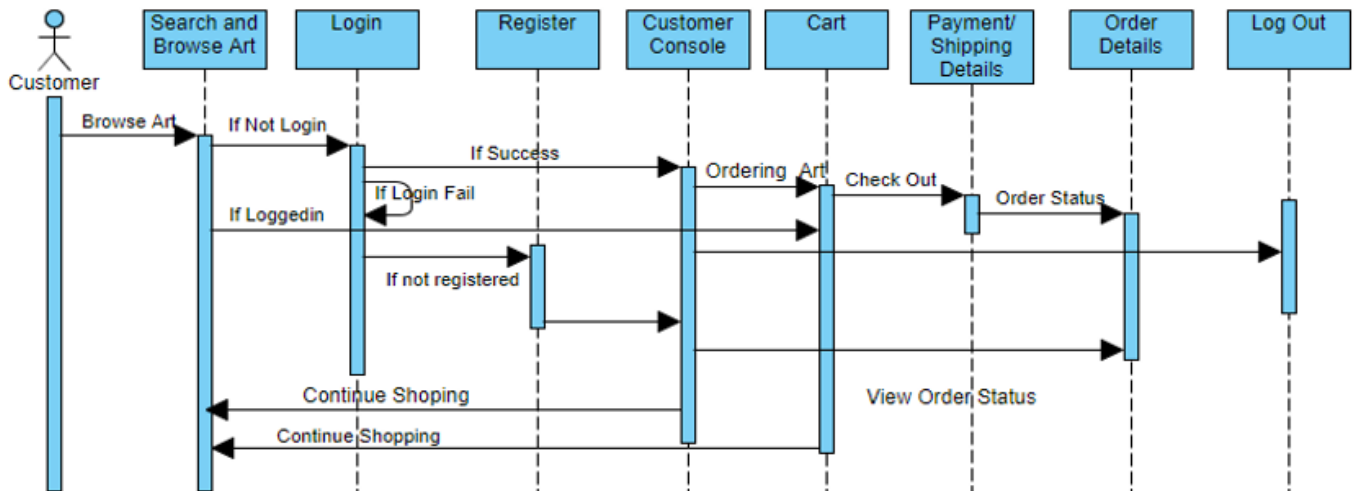 Search and
Browse Art
Login
Register
Customer
Console
Cart
Payment/
Shipping
Details
Order
Details
Log Out
Customer
Browse Art
If Not Login
If Success
Ordering Art
Check Out
If Login Fail
Order Status
If Loggedin
If not registered
Continue Shoping
View Order Status
Continue Shopping